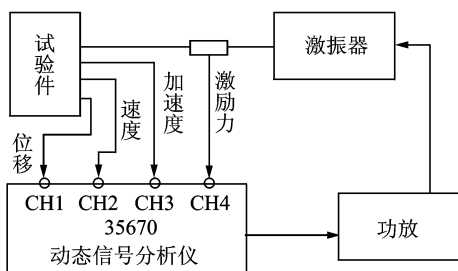 试验件
激振器
位移
速度
加速度
激励力
CH1 CH2 CH3 CH4
35670
动态信号分析仪
功放